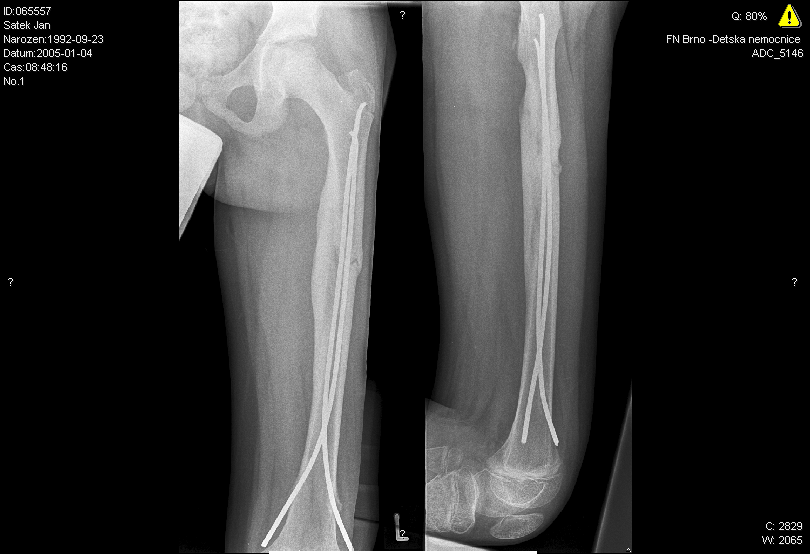 ID:065557
Satek Jan
Narozen:1992-09-23
Datum:2005-01-04
Cas:08:48:16
No.1
?
Q: 80%
FN Brno -Detska nemocnice
ADC_5146
?
?
L
?
C: 2829
W: 2065